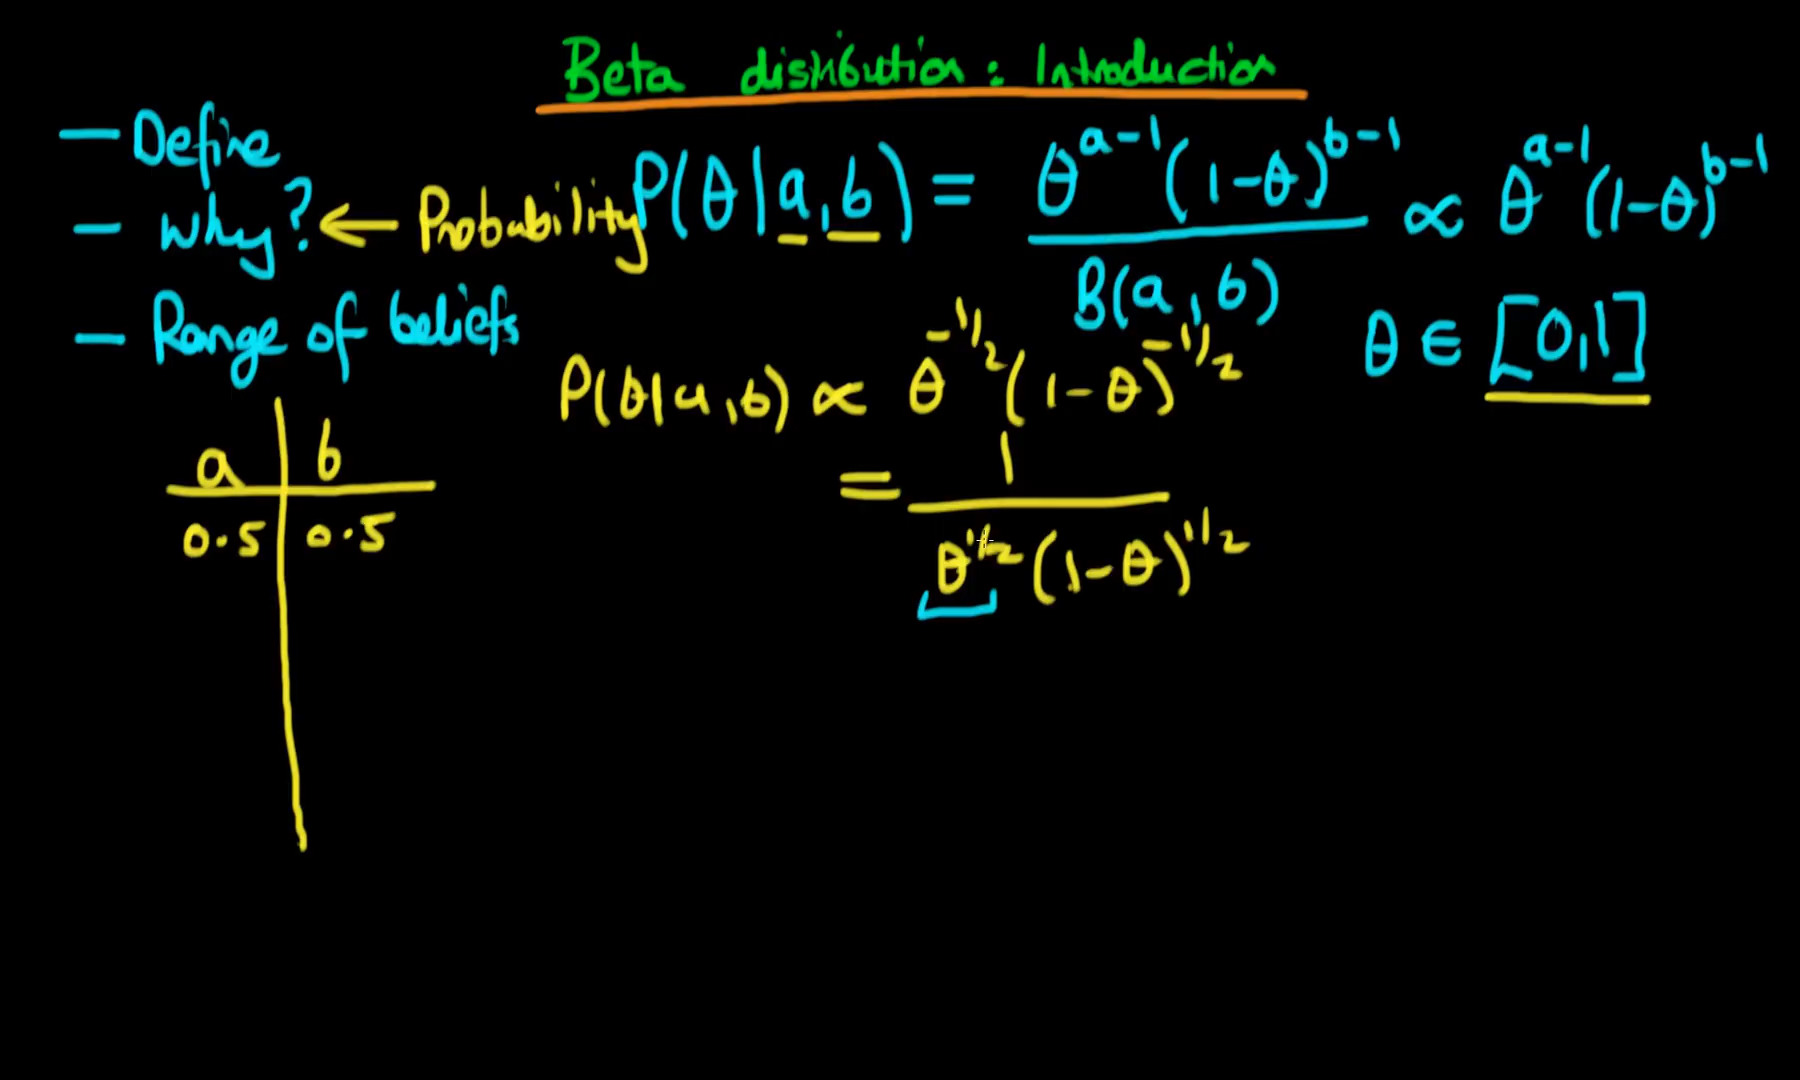 Beta distribution : Introduction
— Define
— Why? ← Probability
— Range of beliefs
P(θ|a,b) = θ^{a-1}(1-θ)^{b-1} / B(a,b) ∝ θ^{a-1}(1-θ)^{b-1}
θ ∈ [0,1]
P(θ|a,b) ∝ θ^{-1/2}(1-θ)^{-1/2}
= 1 / θ^{1/2}(1-θ)^{1/2}
a | b
0.5 | 0.5